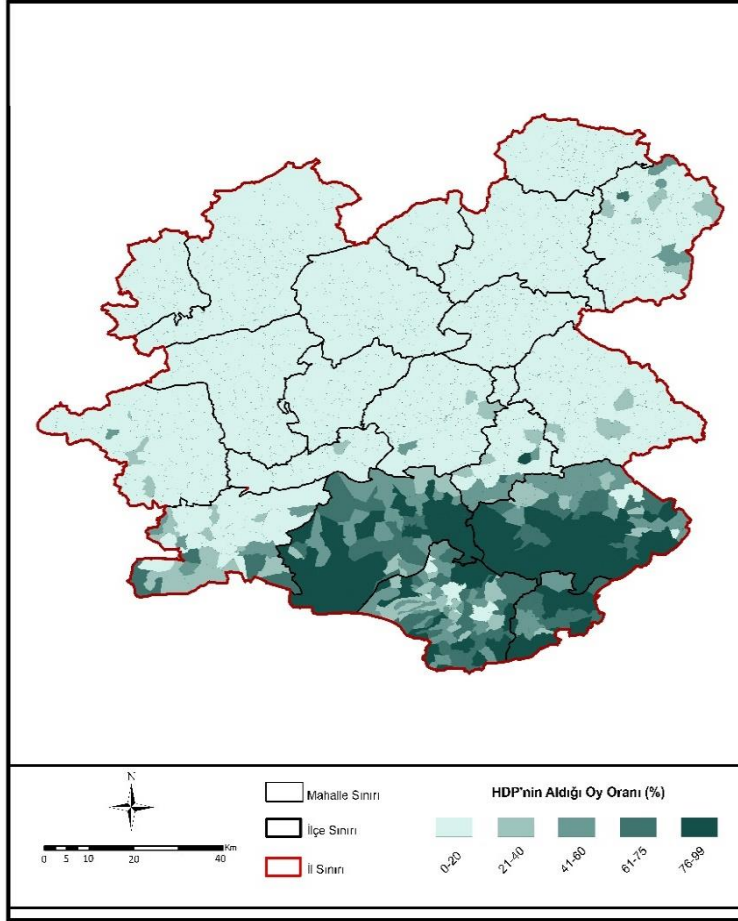 N
0 5 10 20 40 Km
Mahalle Sınırı
İlçe Sınırı
İl Sınırı
HDP'nin Aldığı Oy Oranı (%)
0-20 21-40 41-60 61-75 76-99